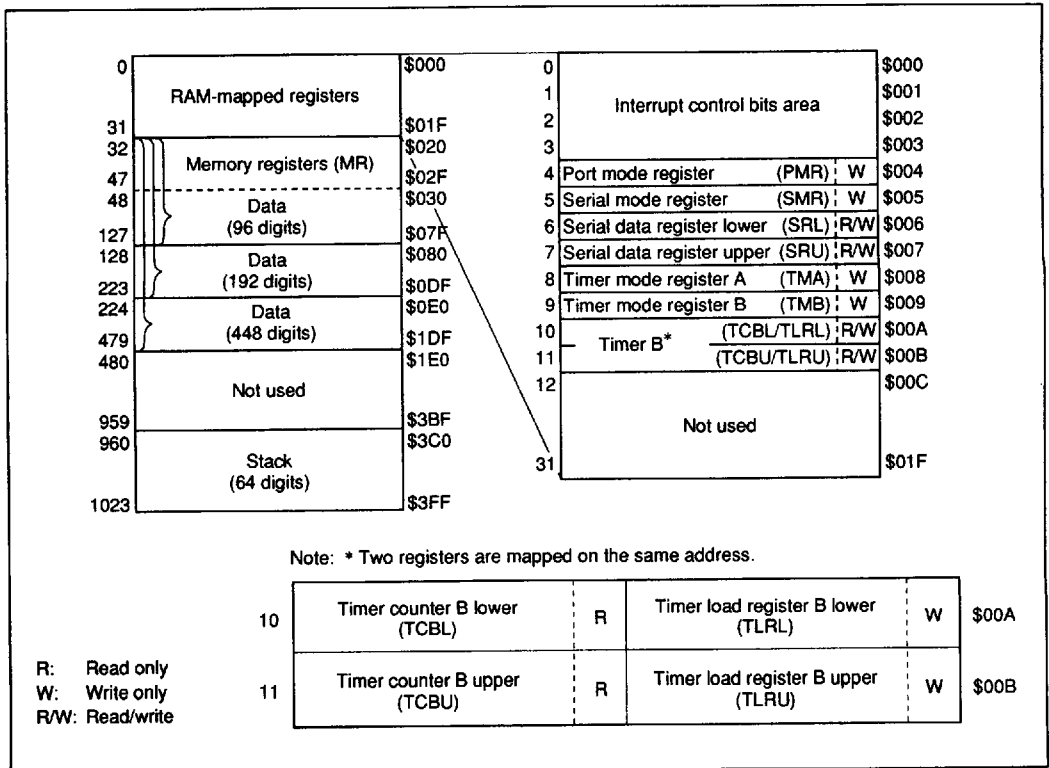 0 $000
RAM-mapped registers
31 $01F
32 $020
Memory registers (MR)
47 $02F
48 $030
Data
(96 digits)
127 $07F
128 $080
Data
(192 digits)
223 $0DF
224 $0E0
Data
(448 digits)
479 $1DF
480 $1E0
Not used
959 $3BF
960 $3C0
Stack
(64 digits)
1023 $3FF
0 $000
1 $001
Interrupt control bits area
2 $002
3 $003
4 Port mode register (PMR) W $004
5 Serial mode register (SMR) W $005
6 Serial data register lower (SRL) R/W $006
7 Serial data register upper (SRU) R/W $007
8 Timer mode register A (TMA) W $008
9 Timer mode register B (TMB) W $009
10 (TCBL/TLRL) R/W $00A
Timer B*
11 (TCBU/TLRU) R/W $00B
12 $00C
Not used
31 $01F
Note: * Two registers are mapped on the same address.
10 Timer counter B lower (TCBL) R Timer load register B lower (TLRL) W $00A
11 Timer counter B upper (TCBU) R Timer load register B upper (TLRU) W $00B
R: Read only
W: Write only
R/W: Read/write